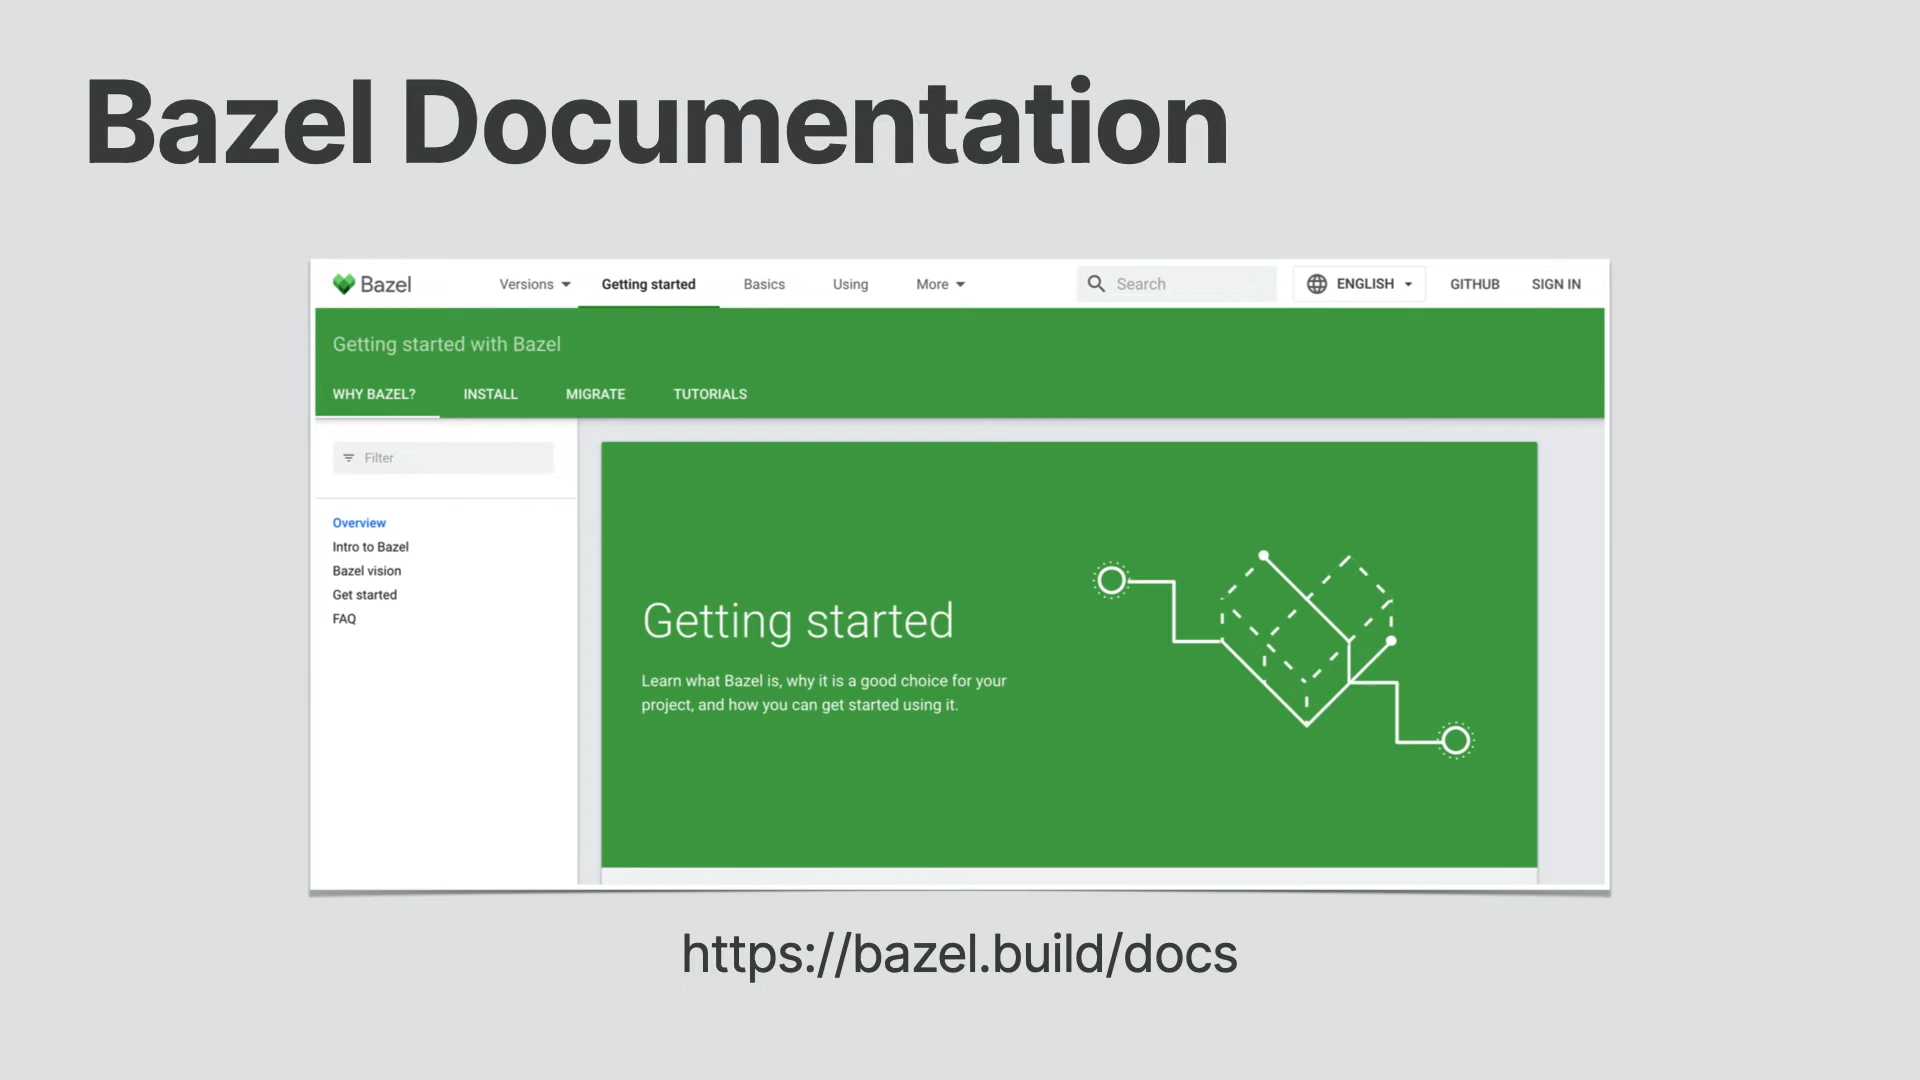 Bazel Documentation
Bazel Versions Getting started Basics Using More Search ENGLISH GITHUB SIGN IN
Getting started with Bazel
WHY BAZEL? INSTALL MIGRATE TUTORIALS
Filter
Overview
Intro to Bazel
Bazel vision
Get started
FAQ
Getting started
Learn what Bazel is, why it is a good choice for your
project, and how you can get started using it.
https://bazel.build/docs